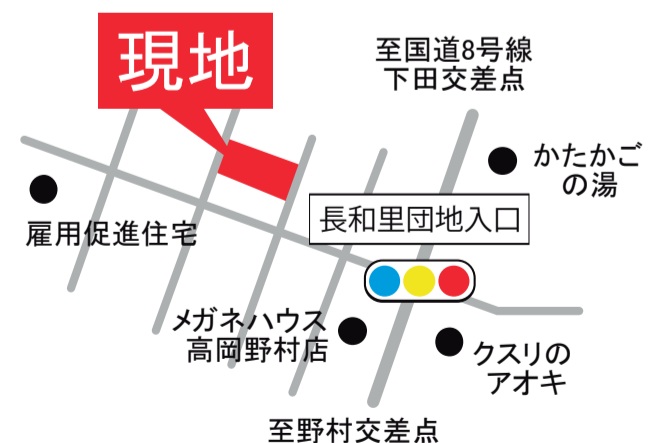 現地
至国道8号線
下田交差点
かたかご
の湯
雇用促進住宅
長和里団地入口
メガネハウス
高岡野村店
クスリの
アオキ
至野村交差点